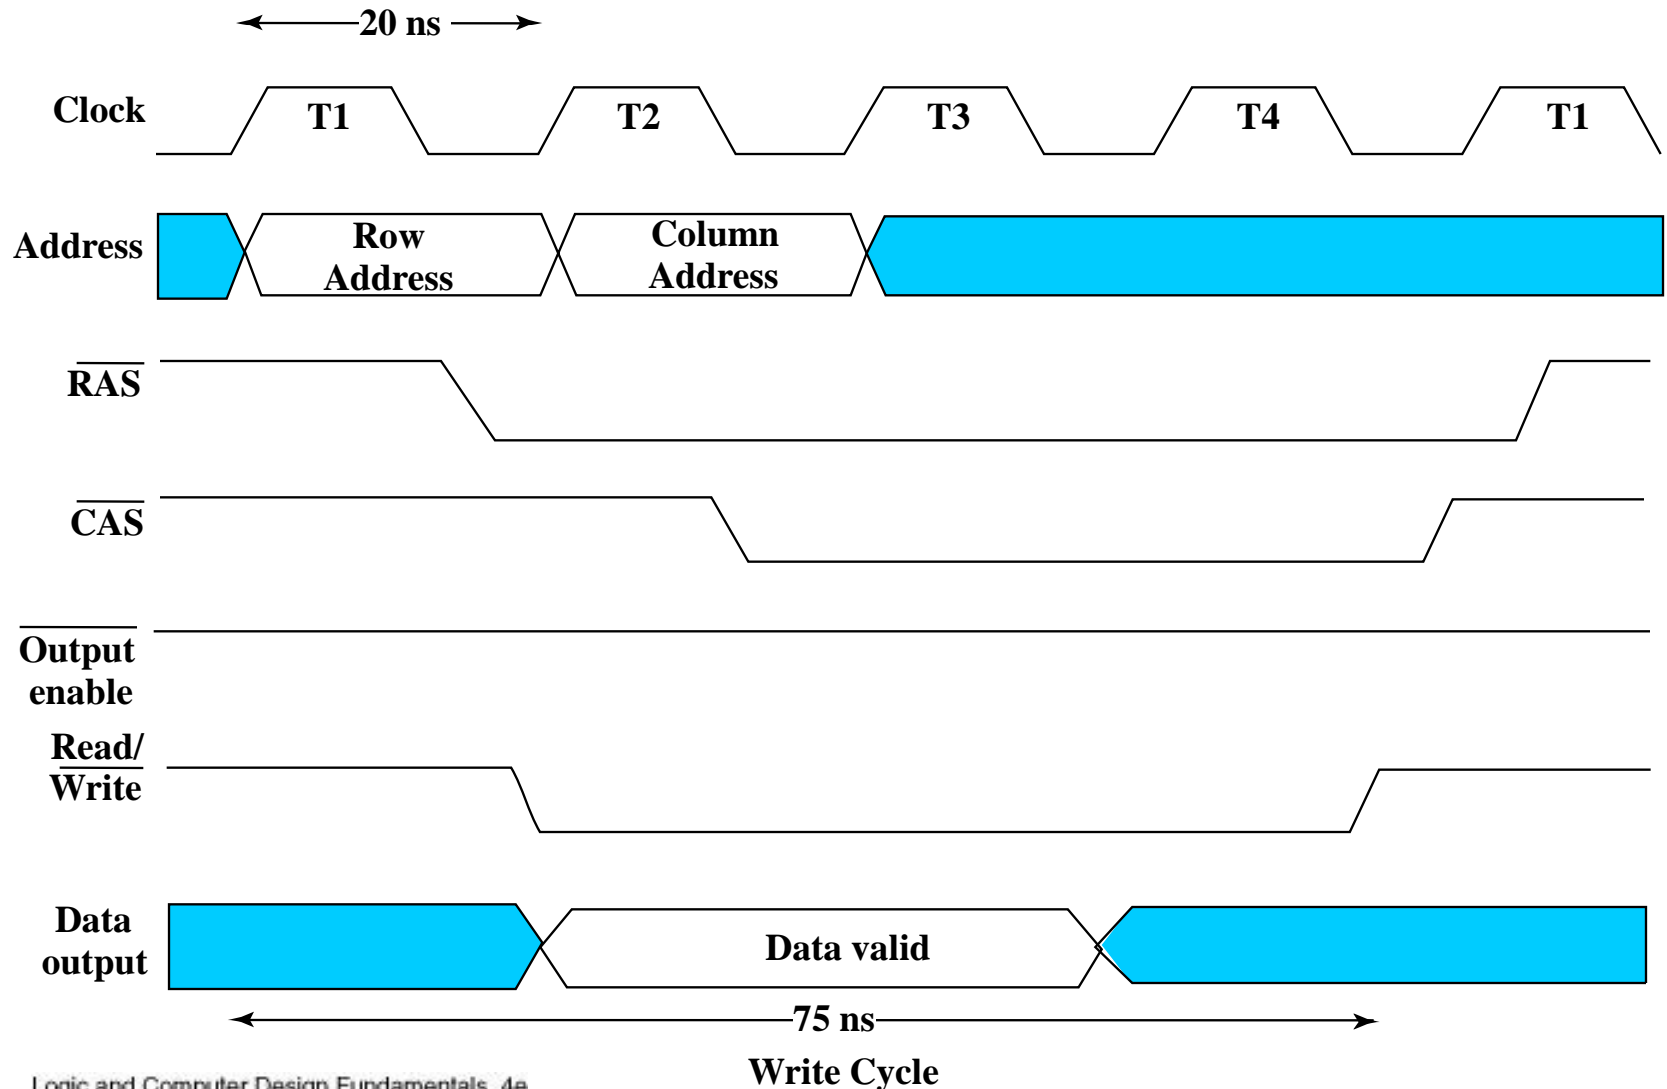 20 ns
Clock T1 T2 T3 T4 T1
Address Row Address Column Address
RAS
CAS
Output
enable
Read/
Write
Data
output Data valid
75 ns
Write Cycle
Logic and Computer Design Fundamentals, 4e